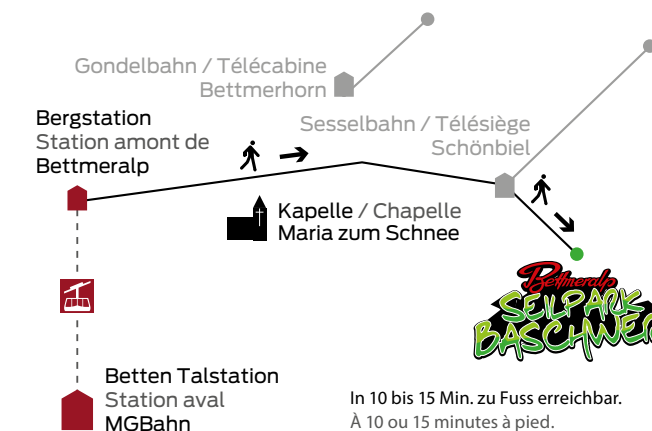 Gondelbahn / Télécabine
Bettmerhorn
Bergstation
Station amont de
Bettmeralp
Sesselbahn / Télésiège
Schönbiel
Kapelle / Chapelle
Maria zum Schnee
Bettmeralp
SEILPARK
Betten Talstation
Station aval
MGBahn
In 10 bis 15 Min. zu Fuss erreichbar.
À 10 ou 15 minutes à pied.